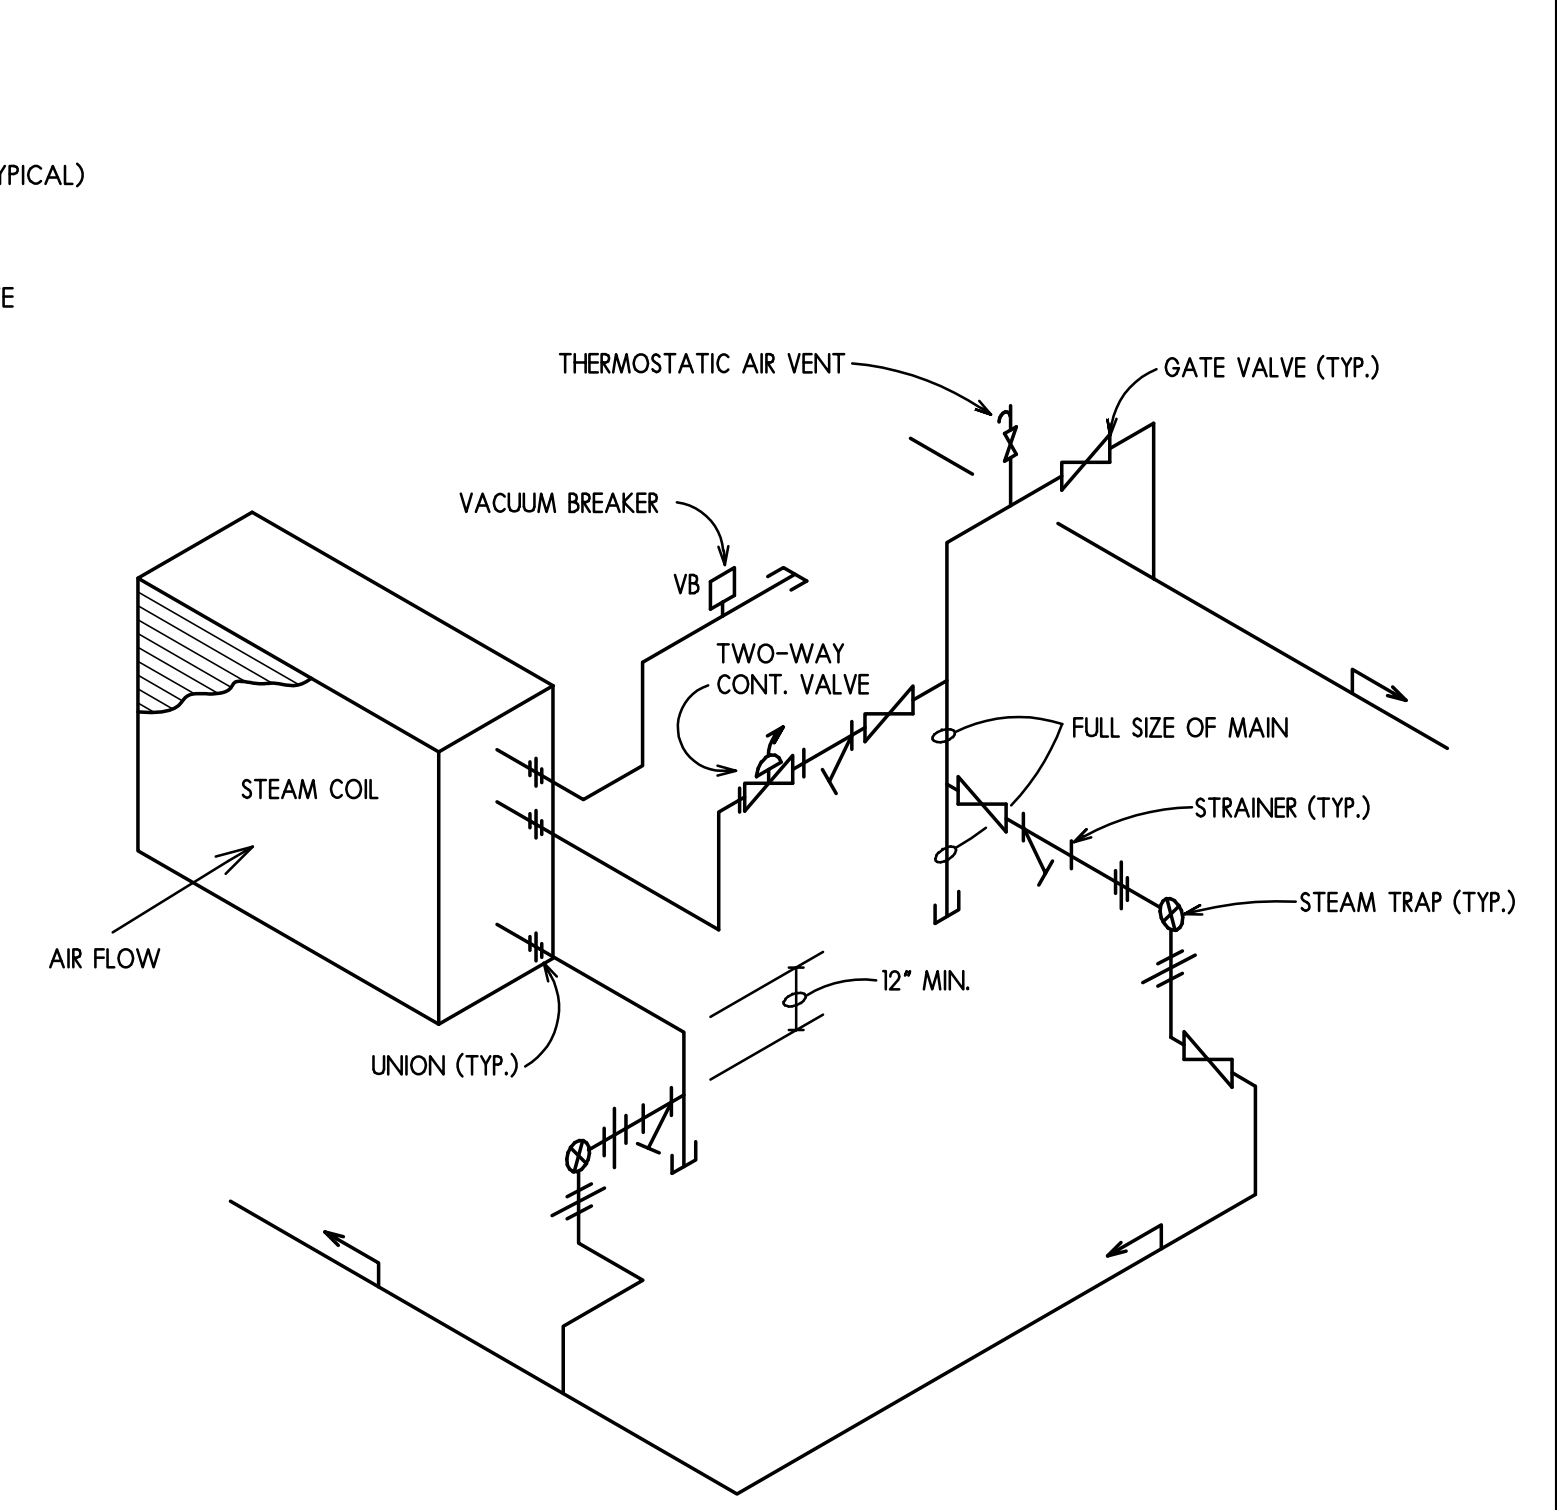 YPICAL)
E
THERMOSTATIC AIR VENT
GATE VALVE (TYP.)
VACUUM BREAKER
VB
TWO-WAY
CONT. VALVE
FULL SIZE OF MAIN
STEAM COIL
STRAINER (TYP.)
STEAM TRAP (TYP.)
AIR FLOW
12" MIN.
UNION (TYP.)